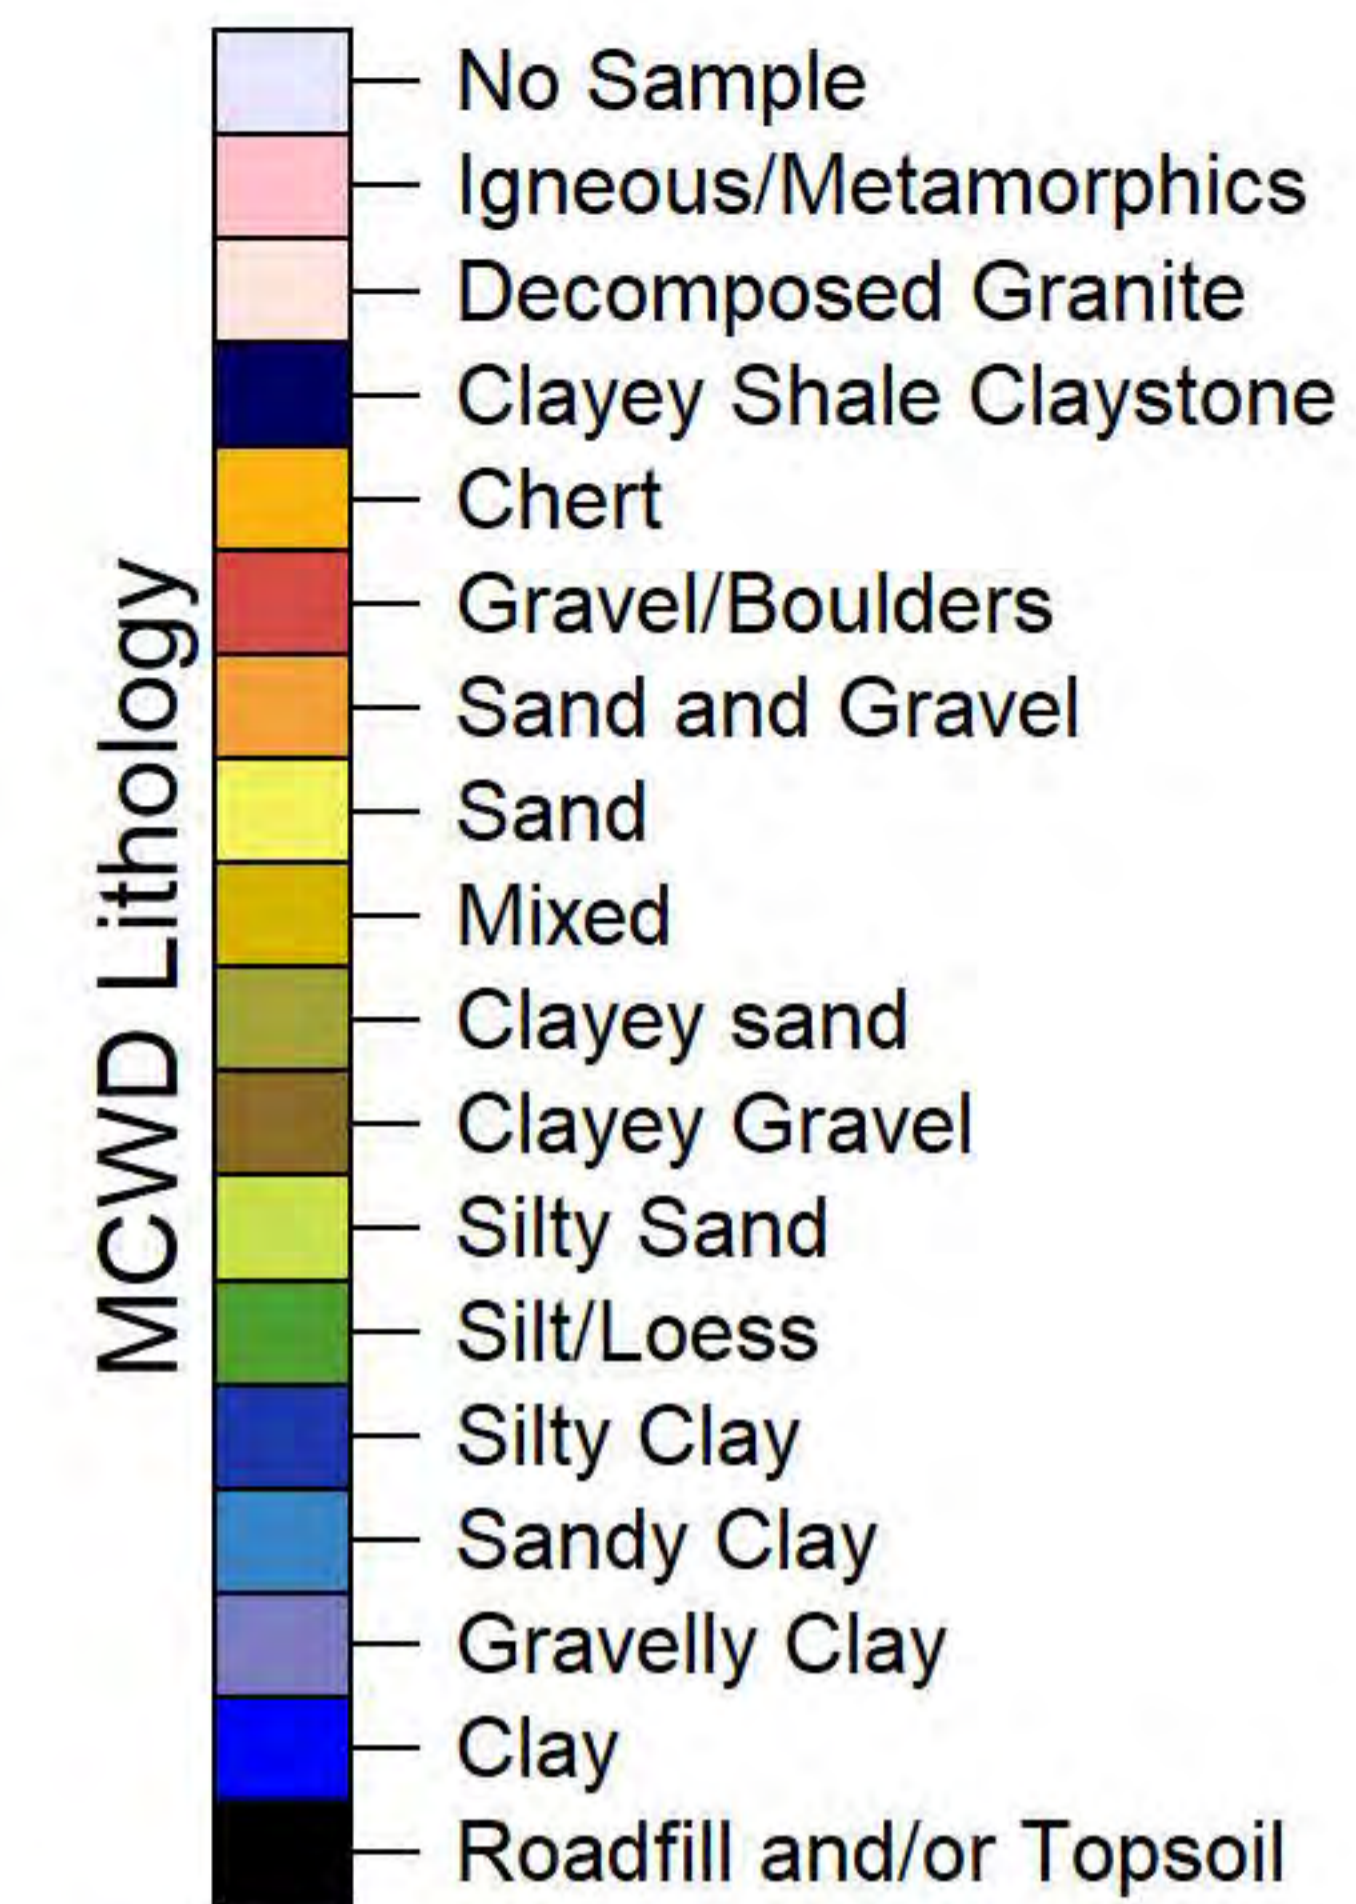 MCWD Lithology
No Sample
Igneous/Metamorphics
Decomposed Granite
Clayey Shale Claystone
Chert
Gravel/Boulders
Sand and Gravel
Sand
Mixed
Clayey sand
Clayey Gravel
Silty Sand
Silt/Loess
Silty Clay
Sandy Clay
Gravelly Clay
Clay
Roadfill and/or Topsoil